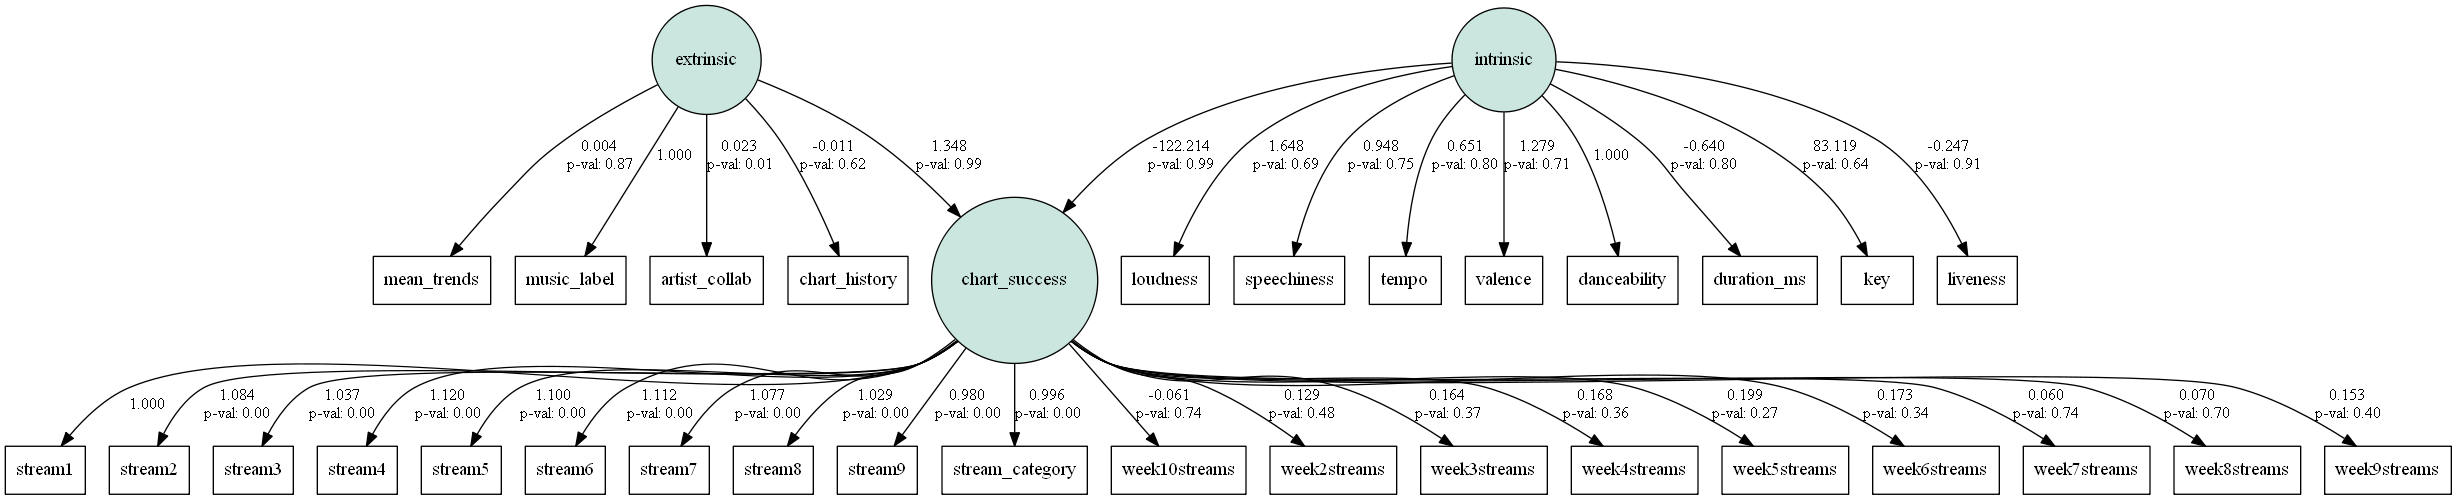 extrinsic
intrinsic
0.004
p-val: 0.87
1.000
0.023
p-val: 0.01
-0.011
p-val: 0.62
1.348
p-val: 0.99
-122.214
p-val: 0.99
1.648
p-val: 0.69
0.948
p-val: 0.75
0.651
p-val: 0.80
1.279
p-val: 0.71
1.000
-0.640
p-val: 0.80
83.119
p-val: 0.64
-0.247
p-val: 0.91
mean_trends
music_label
artist_collab
chart_history
chart_success
loudness
speechiness
tempo
valence
danceability
duration_ms
key
liveness
1.000
1.084
p-val: 0.00
1.037
p-val: 0.00
1.120
p-val: 0.00
1.100
p-val: 0.00
1.112
p-val: 0.00
1.077
p-val: 0.00
1.029
p-val: 0.00
0.980
p-val: 0.00
0.996
p-val: 0.00
-0.061
p-val: 0.74
0.129
p-val: 0.48
0.164
p-val: 0.37
0.168
p-val: 0.36
0.199
p-val: 0.27
0.173
p-val: 0.34
0.060
p-val: 0.74
0.070
p-val: 0.70
0.153
p-val: 0.40
stream1
stream2
stream3
stream4
stream5
stream6
stream7
stream8
stream9
stream_category
week10streams
week2streams
week3streams
week4streams
week5streams
week6streams
week7streams
week8streams
week9streams